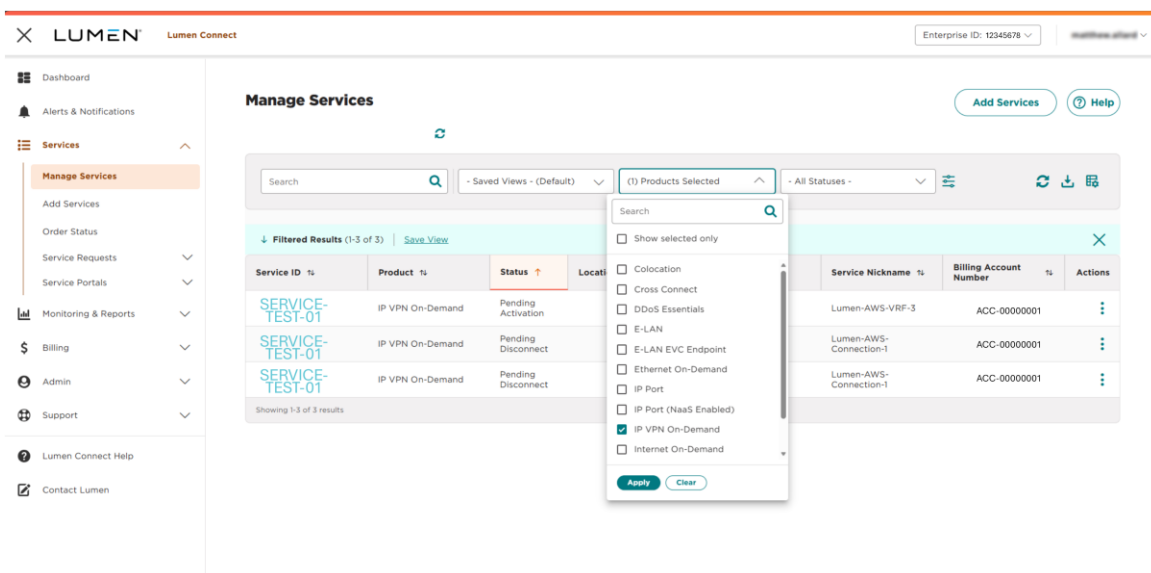 LUMEN
Lumen Connect
Enterprise ID: 12345678
Dashboard
Alerts & Notifications
Services
Manage Services
Add Services
Order Status
Service Requests
Service Portals
Monitoring & Reports
Billing
Admin
Support
Lumen Connect Help
Contact Lumen
Manage Services
Add Services
Help
Search
- Saved Views - (Default)
(1) Products Selected
- All Statuses -
Search
Show selected only
Colocation
Cross Connect
DDoS Essentials
E-LAN
E-LAN EVC Endpoint
Ethernet On-Demand
IP Port
IP Port (NaaS Enabled)
IP VPN On-Demand
Internet On-Demand
Apply Clear
Filtered Results (1-3 of 3) Save View
Service ID Product Status Locati Service Nickname Billing Account Number Actions
SERVICE-TEST-01 IP VPN On-Demand Pending Activation Lumen-AWS-VRF-3 ACC-00000001
SERVICE-TEST-01 IP VPN On-Demand Pending Disconnect Lumen-AWS-Connection-1 ACC-00000001
SERVICE-TEST-01 IP VPN On-Demand Pending Disconnect Lumen-AWS-Connection-1 ACC-00000001
Showing 1-3 of 3 results